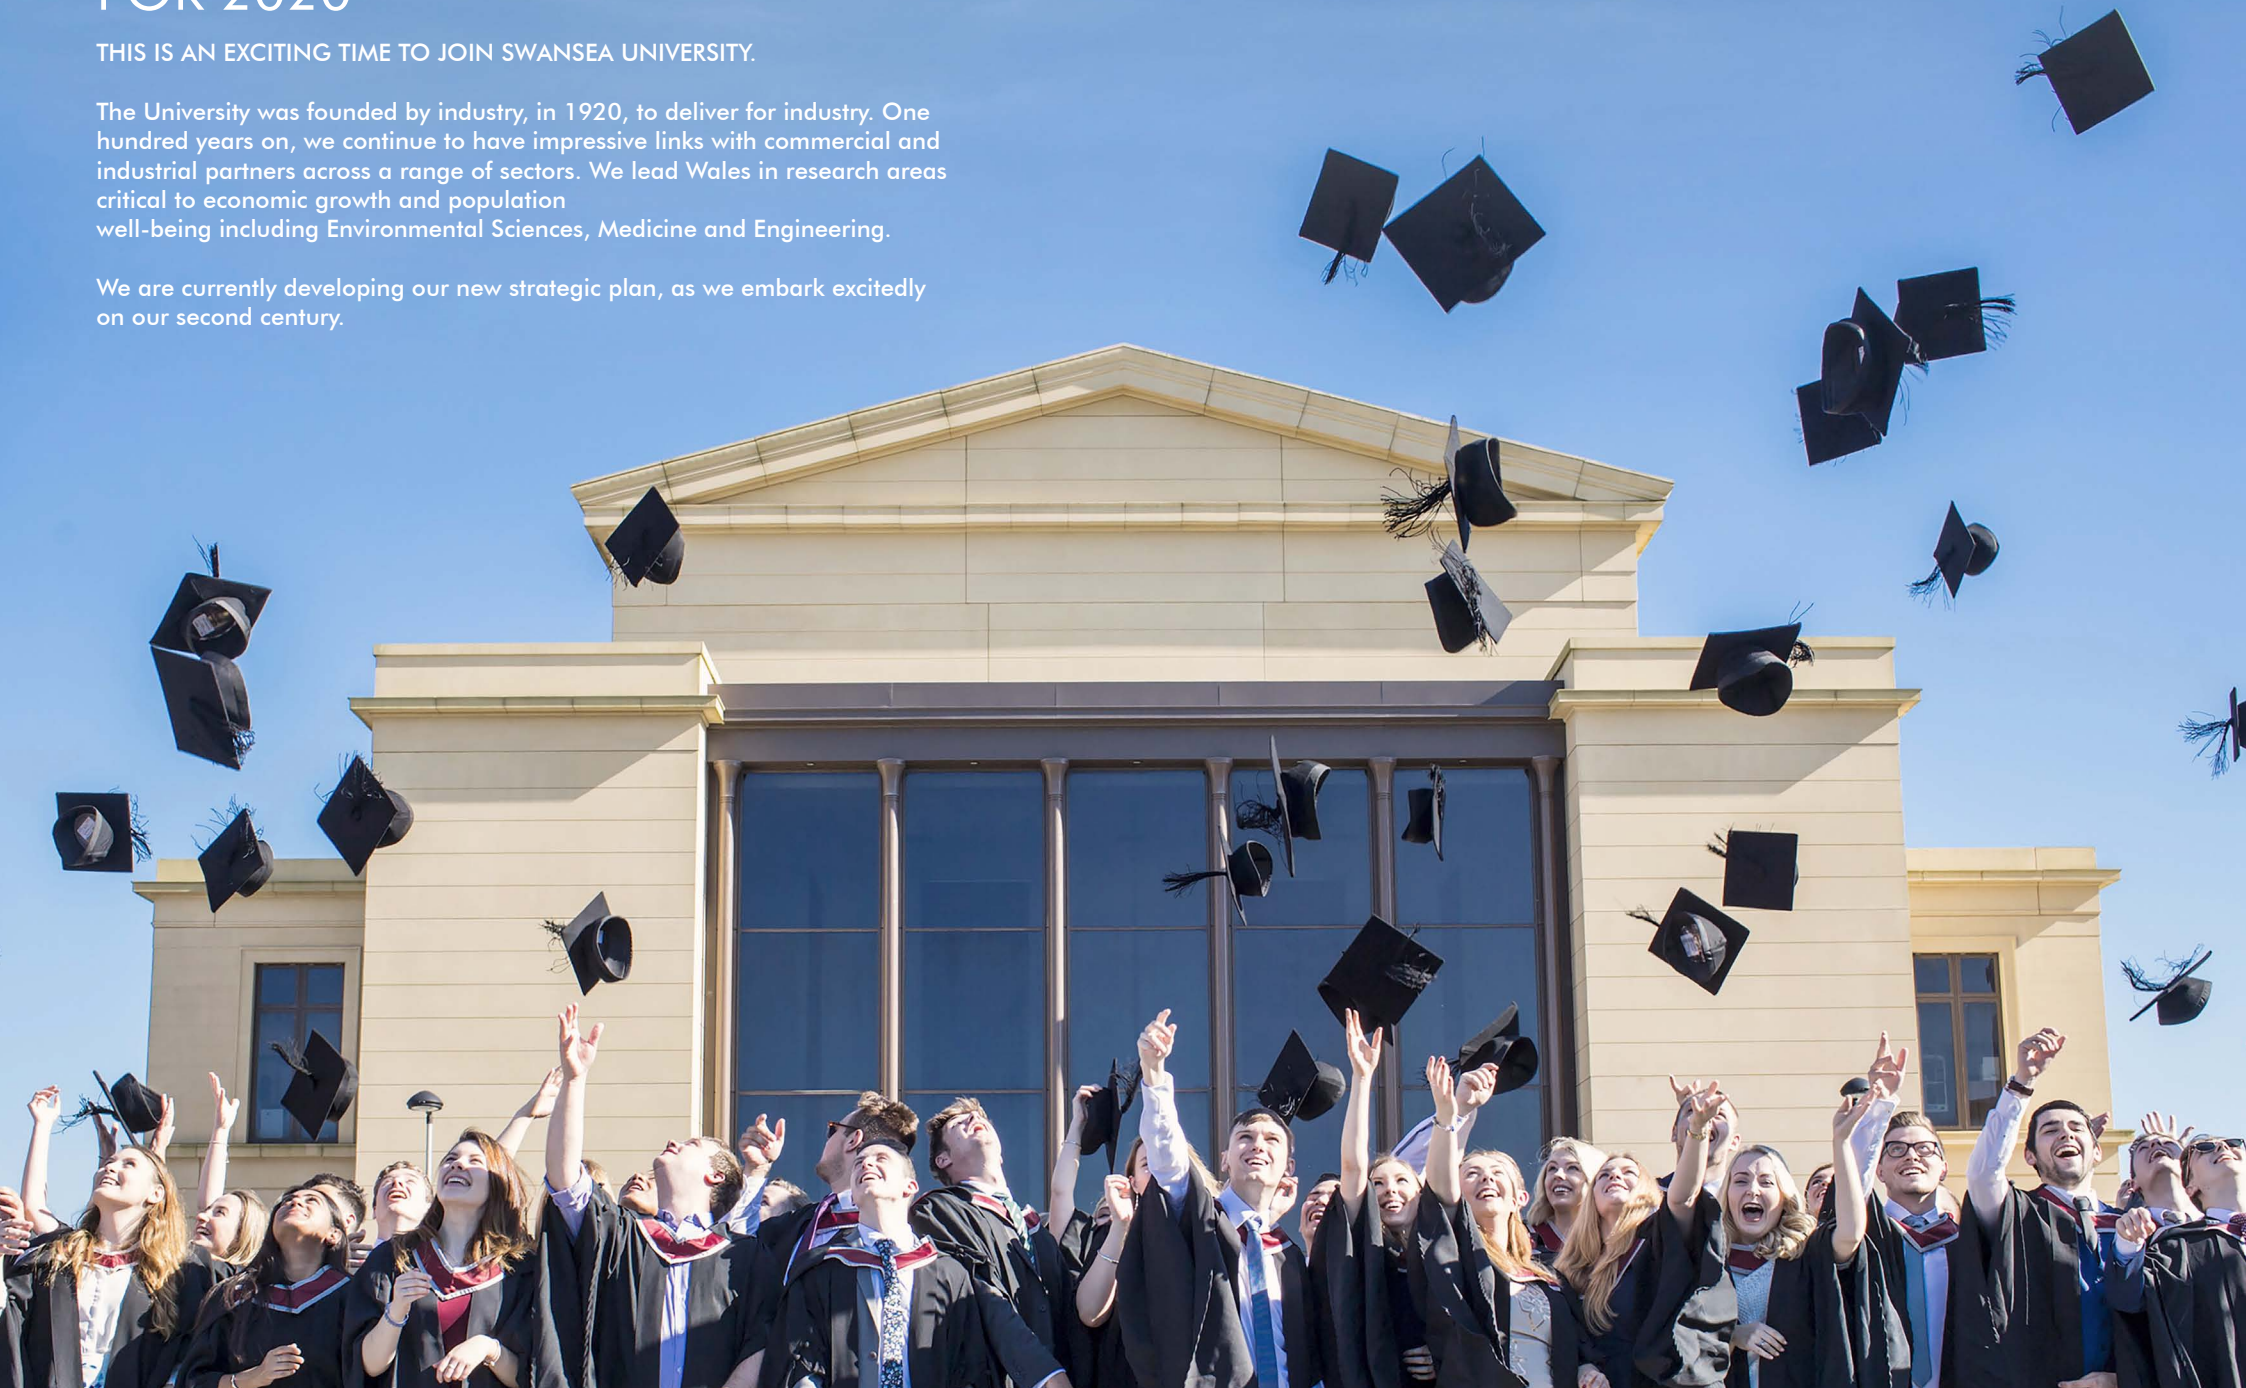 FOR 2020
THIS IS AN EXCITING TIME TO JOIN SWANSEA UNIVERSITY.
The University was founded by industry, in 1920, to deliver for industry. One
hundred years on, we continue to have impressive links with commercial and
industrial partners across a range of sectors. We lead Wales in research areas
critical to economic growth and population
well-being including Environmental Sciences, Medicine and Engineering.
We are currently developing our new strategic plan, as we embark excitedly
on our second century.